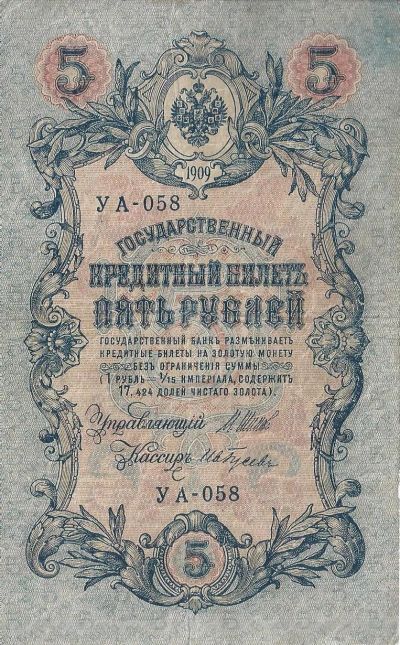 5 5
1909
УА-058
ГОСУДАРСТВЕННЫЙ
КРЕДИТНЫЙ БИЛЕТЪ
ПЯТЬ РУБЛЕЙ
ГОСУДАРСТВЕННЫЙ БАНКЪ РАЗМѢНИВАЕТЪ
КРЕДИТНЫЕ БИЛЕТЫ НА ЗОЛОТУЮ МОНЕТУ
БЕЗЪ ОГРАНИЧЕНІЯ СУММЫ
(1 РУБЛЬ = 1/15 ИМПЕРІАЛА, СОДЕРЖИТЪ
17,424 ДОЛЕЙ ЧИСТАГО ЗОЛОТА).
Управляющій
Кассиръ
УА-058
5